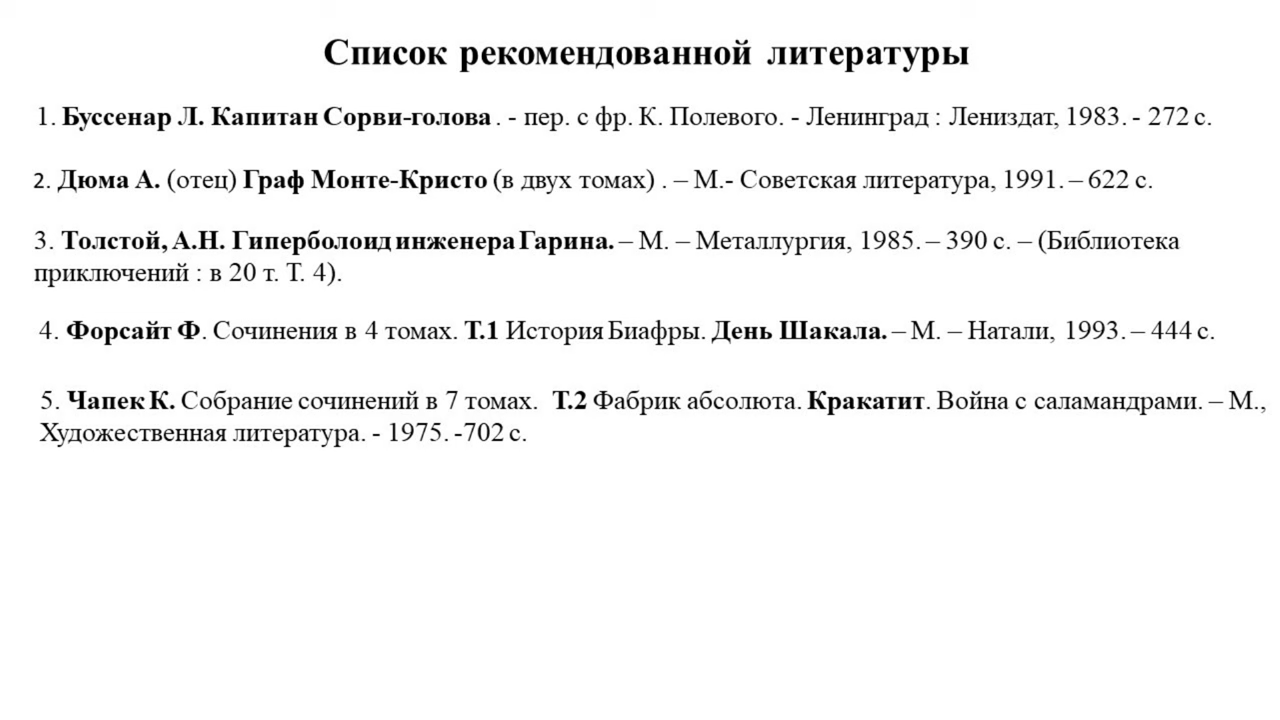 Список рекомендованной литературы
1. Буссенар Л. Капитан Сорви-голова . - пер. с фр. К. Полевого. - Ленинград : Лениздат, 1983. - 272 с.
2. Дюма А. (отец) Граф Монте-Кристо (в двух томах) . – М.- Советская литература, 1991. – 622 с.
3. Толстой, А.Н. Гиперболоид инженера Гарина. – М. – Металлургия, 1985. – 390 с. – (Библиотека
приключений : в 20 т. Т. 4).
4. Форсайт Ф. Сочинения в 4 томах. Т.1 История Биафры. День Шакала. – М. – Натали, 1993. – 444 с.
5. Чапек К. Собрание сочинений в 7 томах. Т.2 Фабрик абсолюта. Кракатит. Война с саламандрами. – М.,
Художественная литература. - 1975. -702 с.